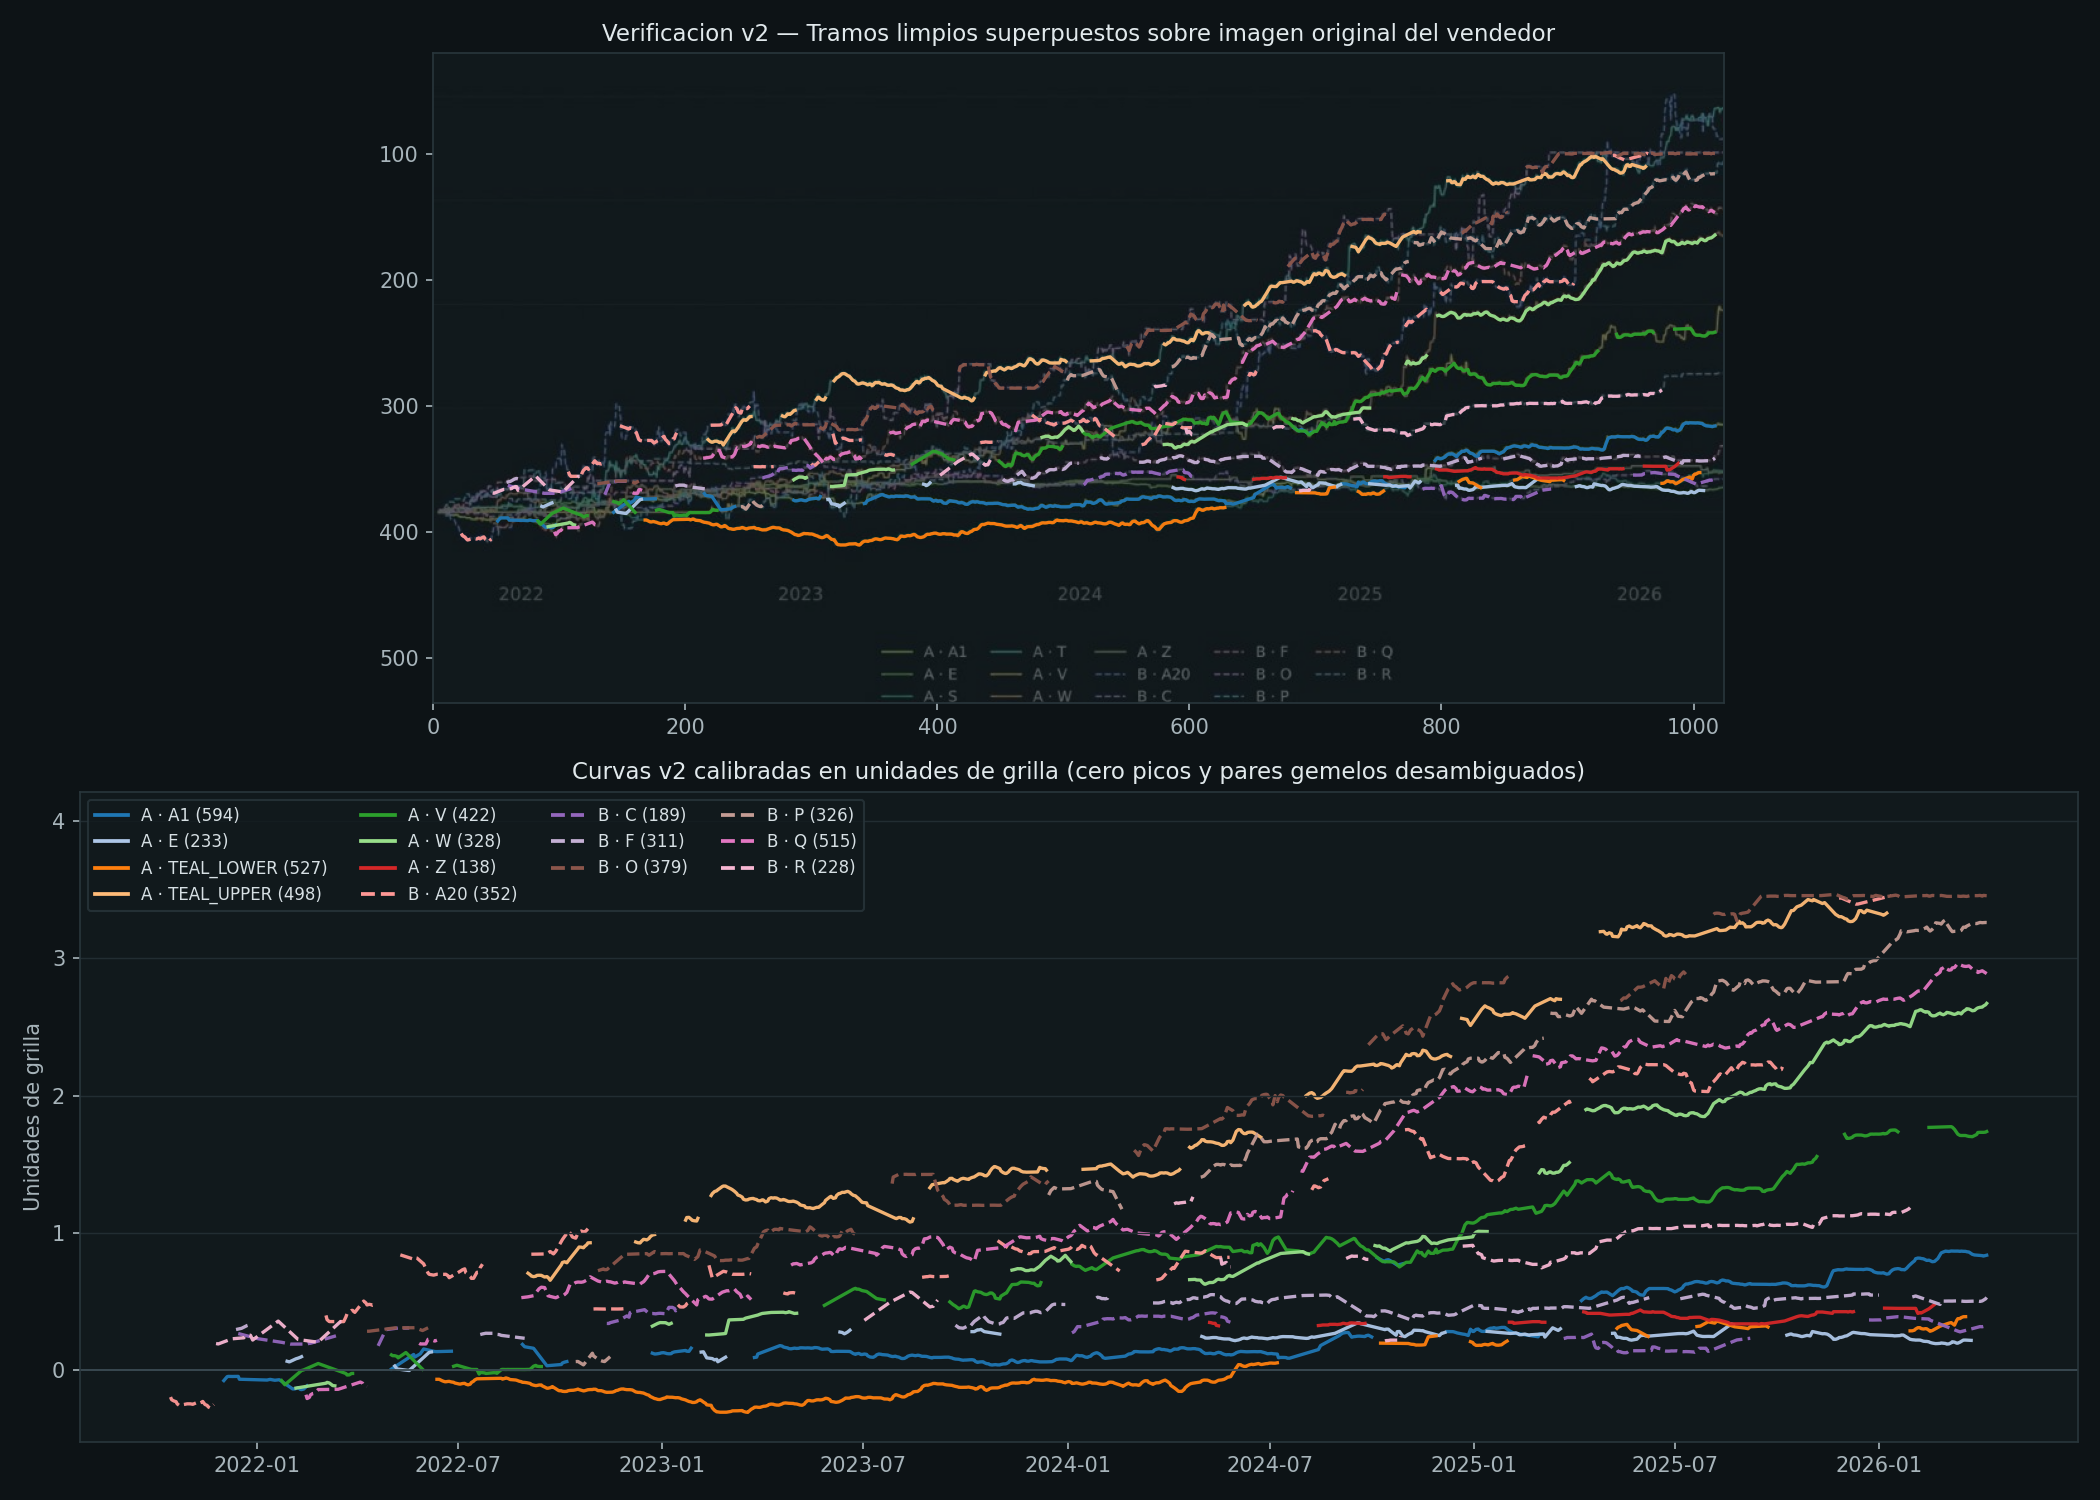 Verificacion v2 — Tramos limpios superpuestos sobre imagen original del vendedor
100
200
300
400
500
2022 2023 2024 2025 2026
A · A1 A · T A · Z B · F B · Q
A · E A · V B · A20 B · O B · R
A · S A · W B · C B · P
0 200 400 600 800 1000
Curvas v2 calibradas en unidades de grilla (cero picos y pares gemelos desambiguados)
A · A1 (594) A · V (422) B · C (189) B · P (326)
A · E (233) A · W (328) B · F (311) B · Q (515)
A · TEAL_LOWER (527) A · Z (138) B · O (379) B · R (228)
A · TEAL_UPPER (498) B · A20 (352)
Unidades de grilla
4
3
2
1
0
2022-01 2022-07 2023-01 2023-07 2024-01 2024-07 2025-01 2025-07 2026-01